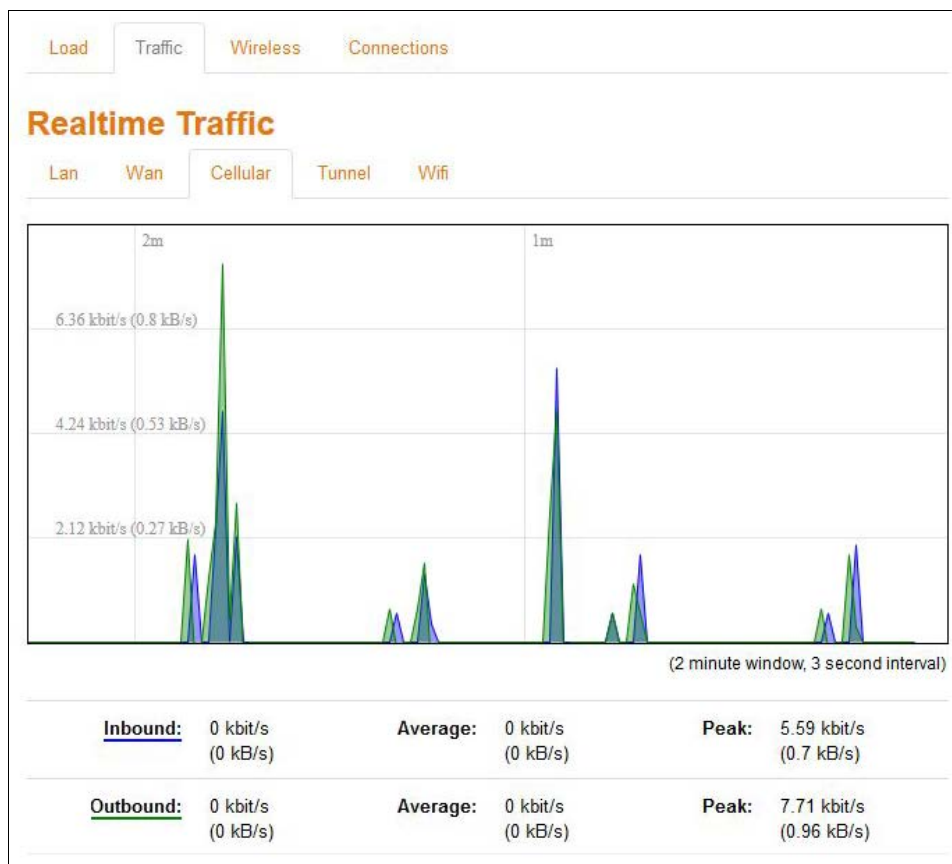 Load Traffic Wireless Connections
Realtime Traffic
Lan Wan Cellular Tunnel Wifi
2m 1m
6.36 kbit/s (0.8 kB/s)
4.24 kbit/s (0.53 kB/s)
2.12 kbit/s (0.27 kB/s)
(2 minute window, 3 second interval)
Inbound: 0 kbit/s Average: 0 kbit/s Peak: 5.59 kbit/s
(0 kB/s) (0 kB/s) (0.7 kB/s)
Outbound: 0 kbit/s Average: 0 kbit/s Peak: 7.71 kbit/s
(0 kB/s) (0 kB/s) (0.96 kB/s)